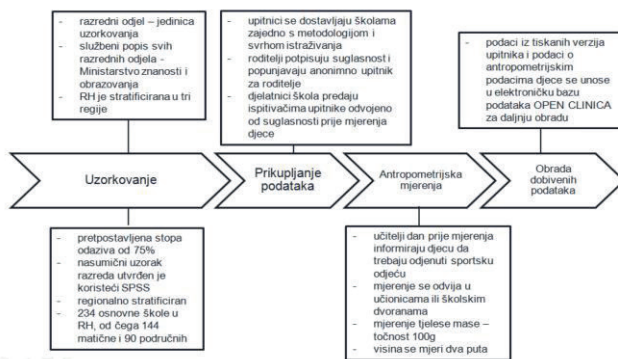 - razredni odjel – jedinica
uzorkovanja
- službeni popis svih
razrednih odjela -
Ministarstvo znanosti i
obrazovanja
- RH je stratificirana u tri
regije
- upitnici se dostavljaju školama
zajedno s metodologijom i
svrhom istraživanja
- roditelji potpisuju suglasnost i
popunjavaju anonimno upitnik
za roditelje
- djelatnici škola predaju
ispitivačima upitnike odvojeno
od suglasnosti prije mjerenja
djece
- podaci iz tiskanih verzija
upitnika i podaci o
antropometrijskim
podacima djece se unose
u elektroničku bazu
podataka OPEN CLINICA
za daljnju obradu
Uzorkovanje
Prikupljanje
podataka
Antropometrijska
mjerenja
Obrada
dobivenih
podataka
- pretpostavljena stopa
odaziva od 75%
- nasumični uzorak
razreda utvrđen je
koristeći SPSS
- regionalno stratificiran
- 234 osnovne škole u
RH, od čega 144
matične i 90 područnih
- učitelji dan prije mjerenja
informiraju djecu da
trebaju odjenuti sportsku
odjeću
- mjerenje se odvija u
učionicama ili školskim
dvoranama
- mjerenje tjelese mase –
točnost 100g
- visina se mjeri dva puta